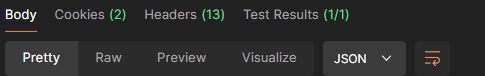 Body Cookies (2) Headers (13) Test Results (1/1)
Pretty Raw Preview Visualize JSON